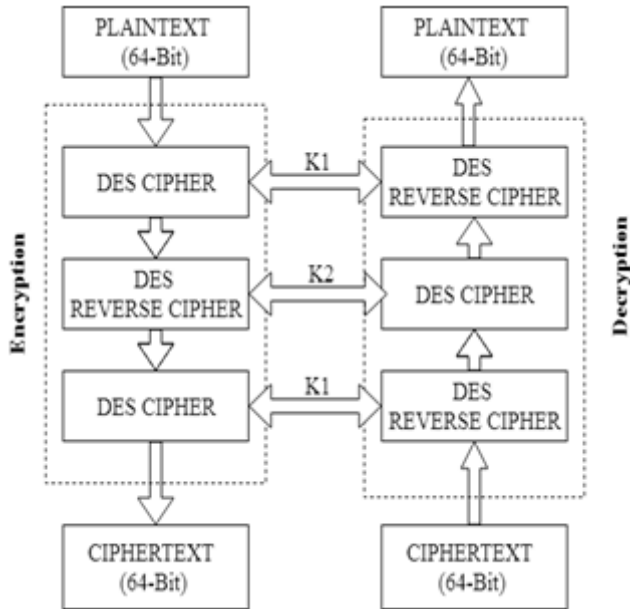 PLAINTEXT
(64-Bit)
PLAINTEXT
(64-Bit)
Encryption
DES CIPHER
K1
DES
REVERSE CIPHER
DES
REVERSE CIPHER
K2
DES CIPHER
DES CIPHER
K1
DES
REVERSE CIPHER
Decryption
CIPHERTEXT
(64-Bit)
CIPHERTEXT
(64-Bit)